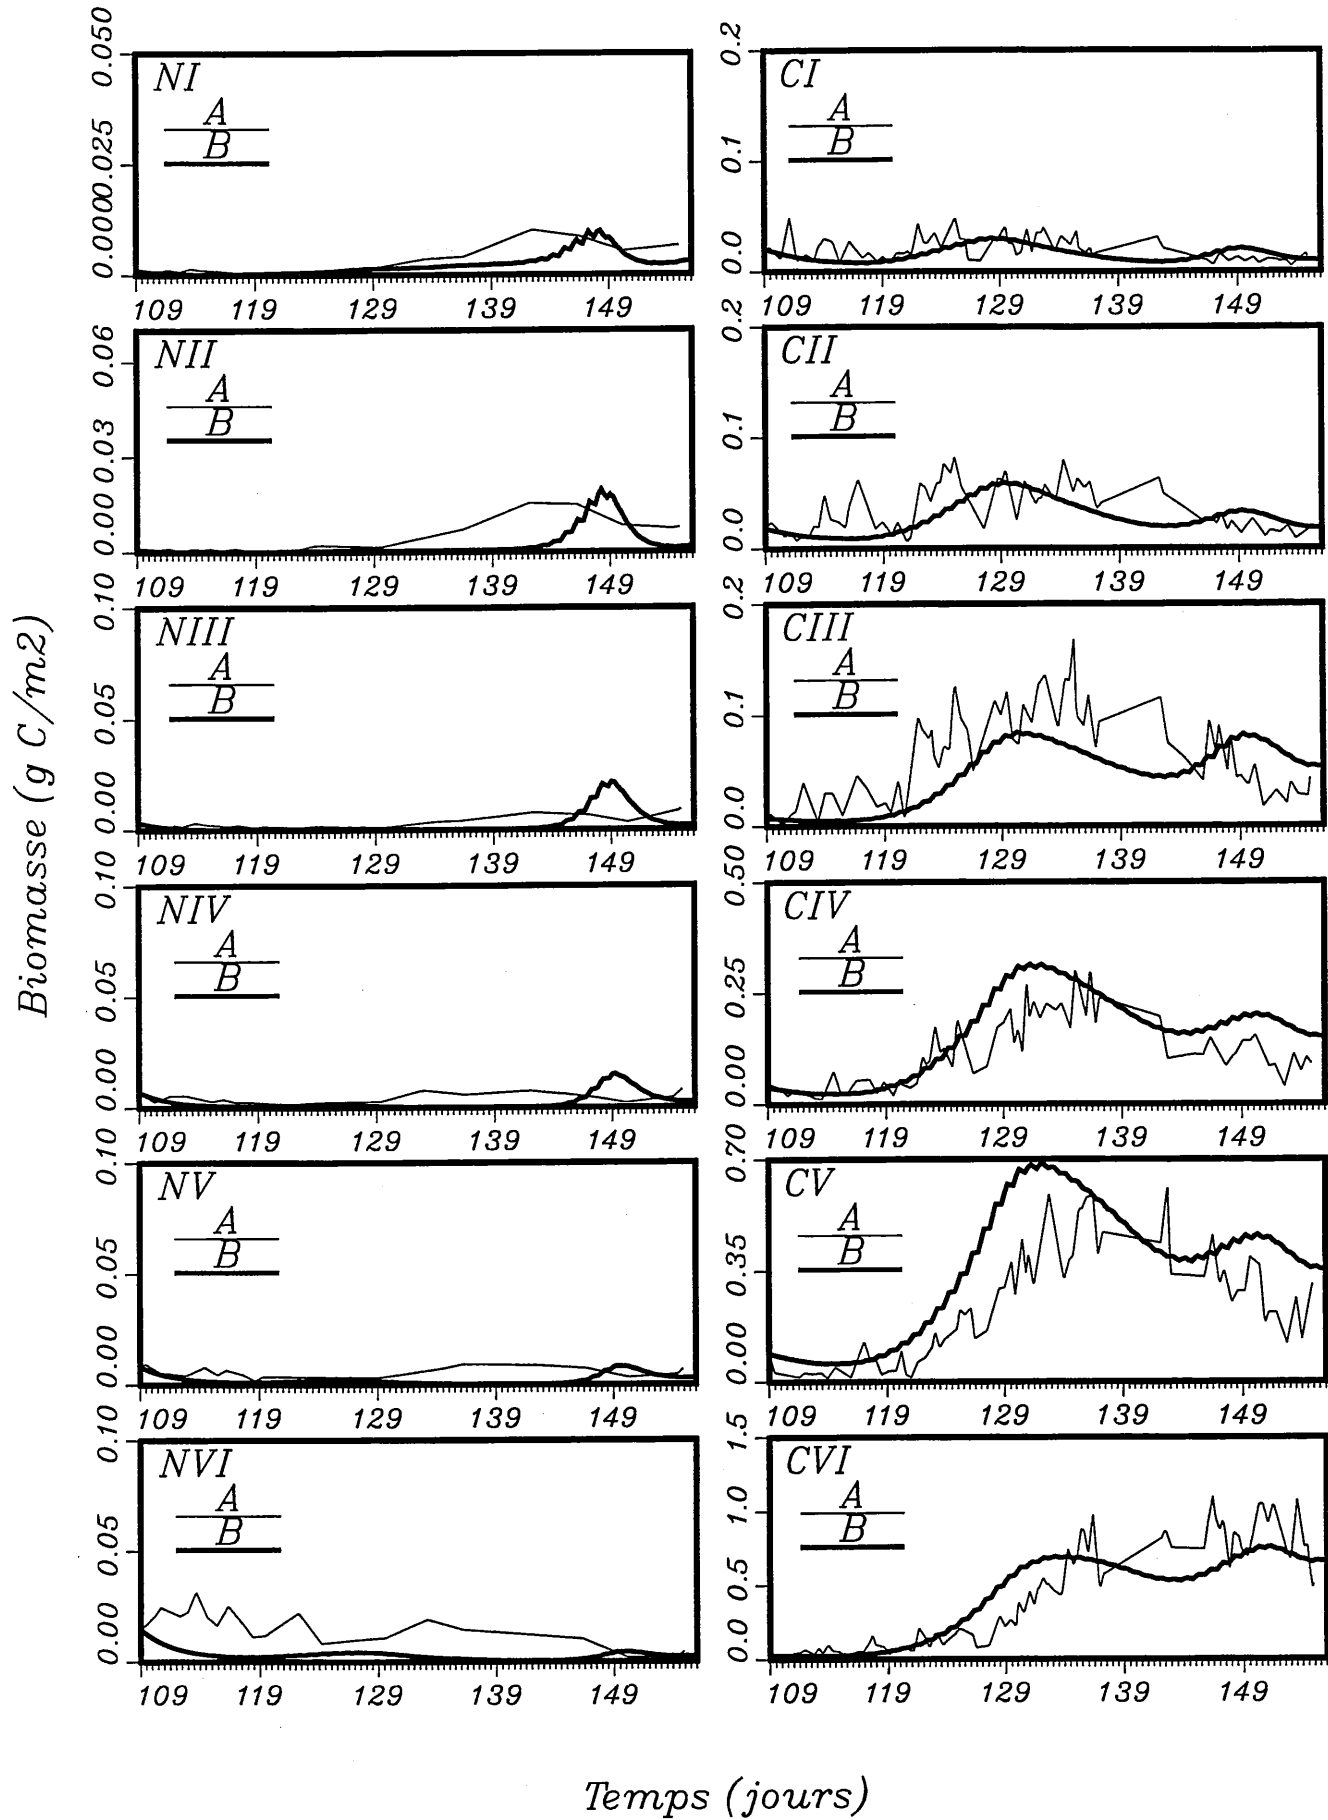 Biomasse (g C/m2)
NI
A
B
0.050
0.025
0.000
109 119 129 139 149
CI
A
B
0.2
0.1
0.0
109 119 129 139 149
NII
A
B
0.06
0.03
0.00
109 119 129 139 149
CII
A
B
0.2
0.1
0.0
109 119 129 139 149
NIII
A
B
0.10
0.05
0.00
109 119 129 139 149
CIII
A
B
0.2
0.1
0.0
109 119 129 139 149
NIV
A
B
0.10
0.05
0.00
109 119 129 139 149
CIV
A
B
0.50
0.25
0.00
109 119 129 139 149
NV
A
B
0.10
0.05
0.00
109 119 129 139 149
CV
A
B
0.70
0.35
0.00
109 119 129 139 149
NVI
A
B
0.10
0.05
0.00
109 119 129 139 149
CVI
A
B
1.5
1.0
0.5
0.0
109 119 129 139 149
Temps (jours)